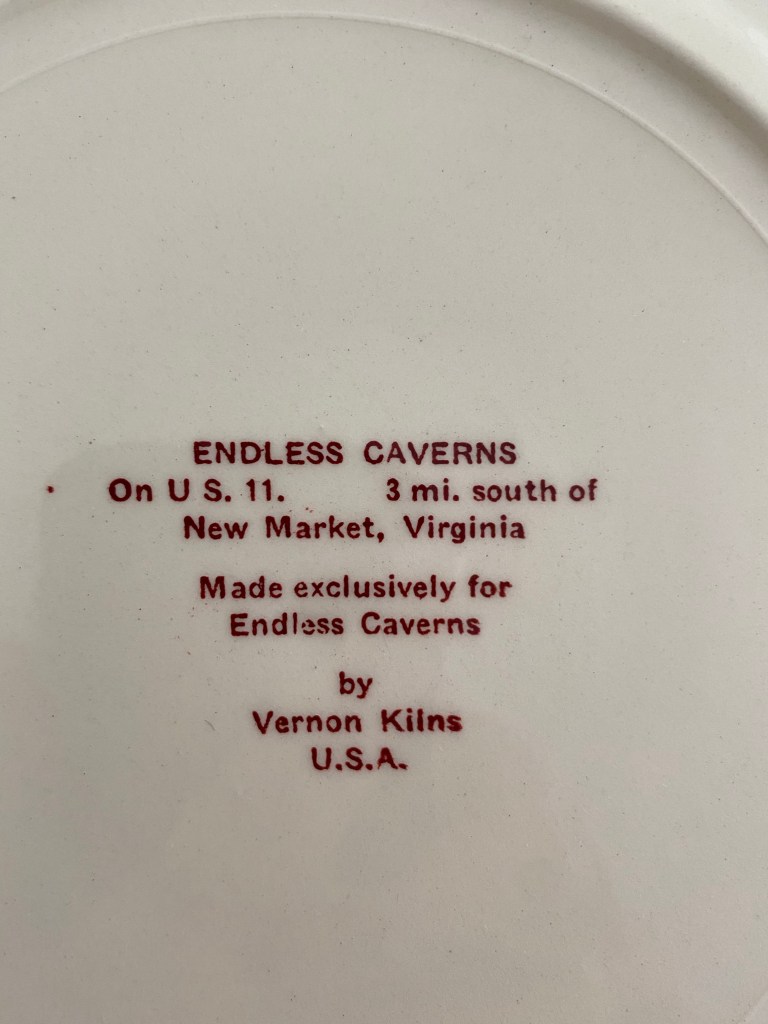 ENDLESS CAVERNS
On U S. 11. 3 mi. south of
New Market, Virginia
Made exclusively for
Endless Caverns
by
Vernon Kilns
U.S.A.